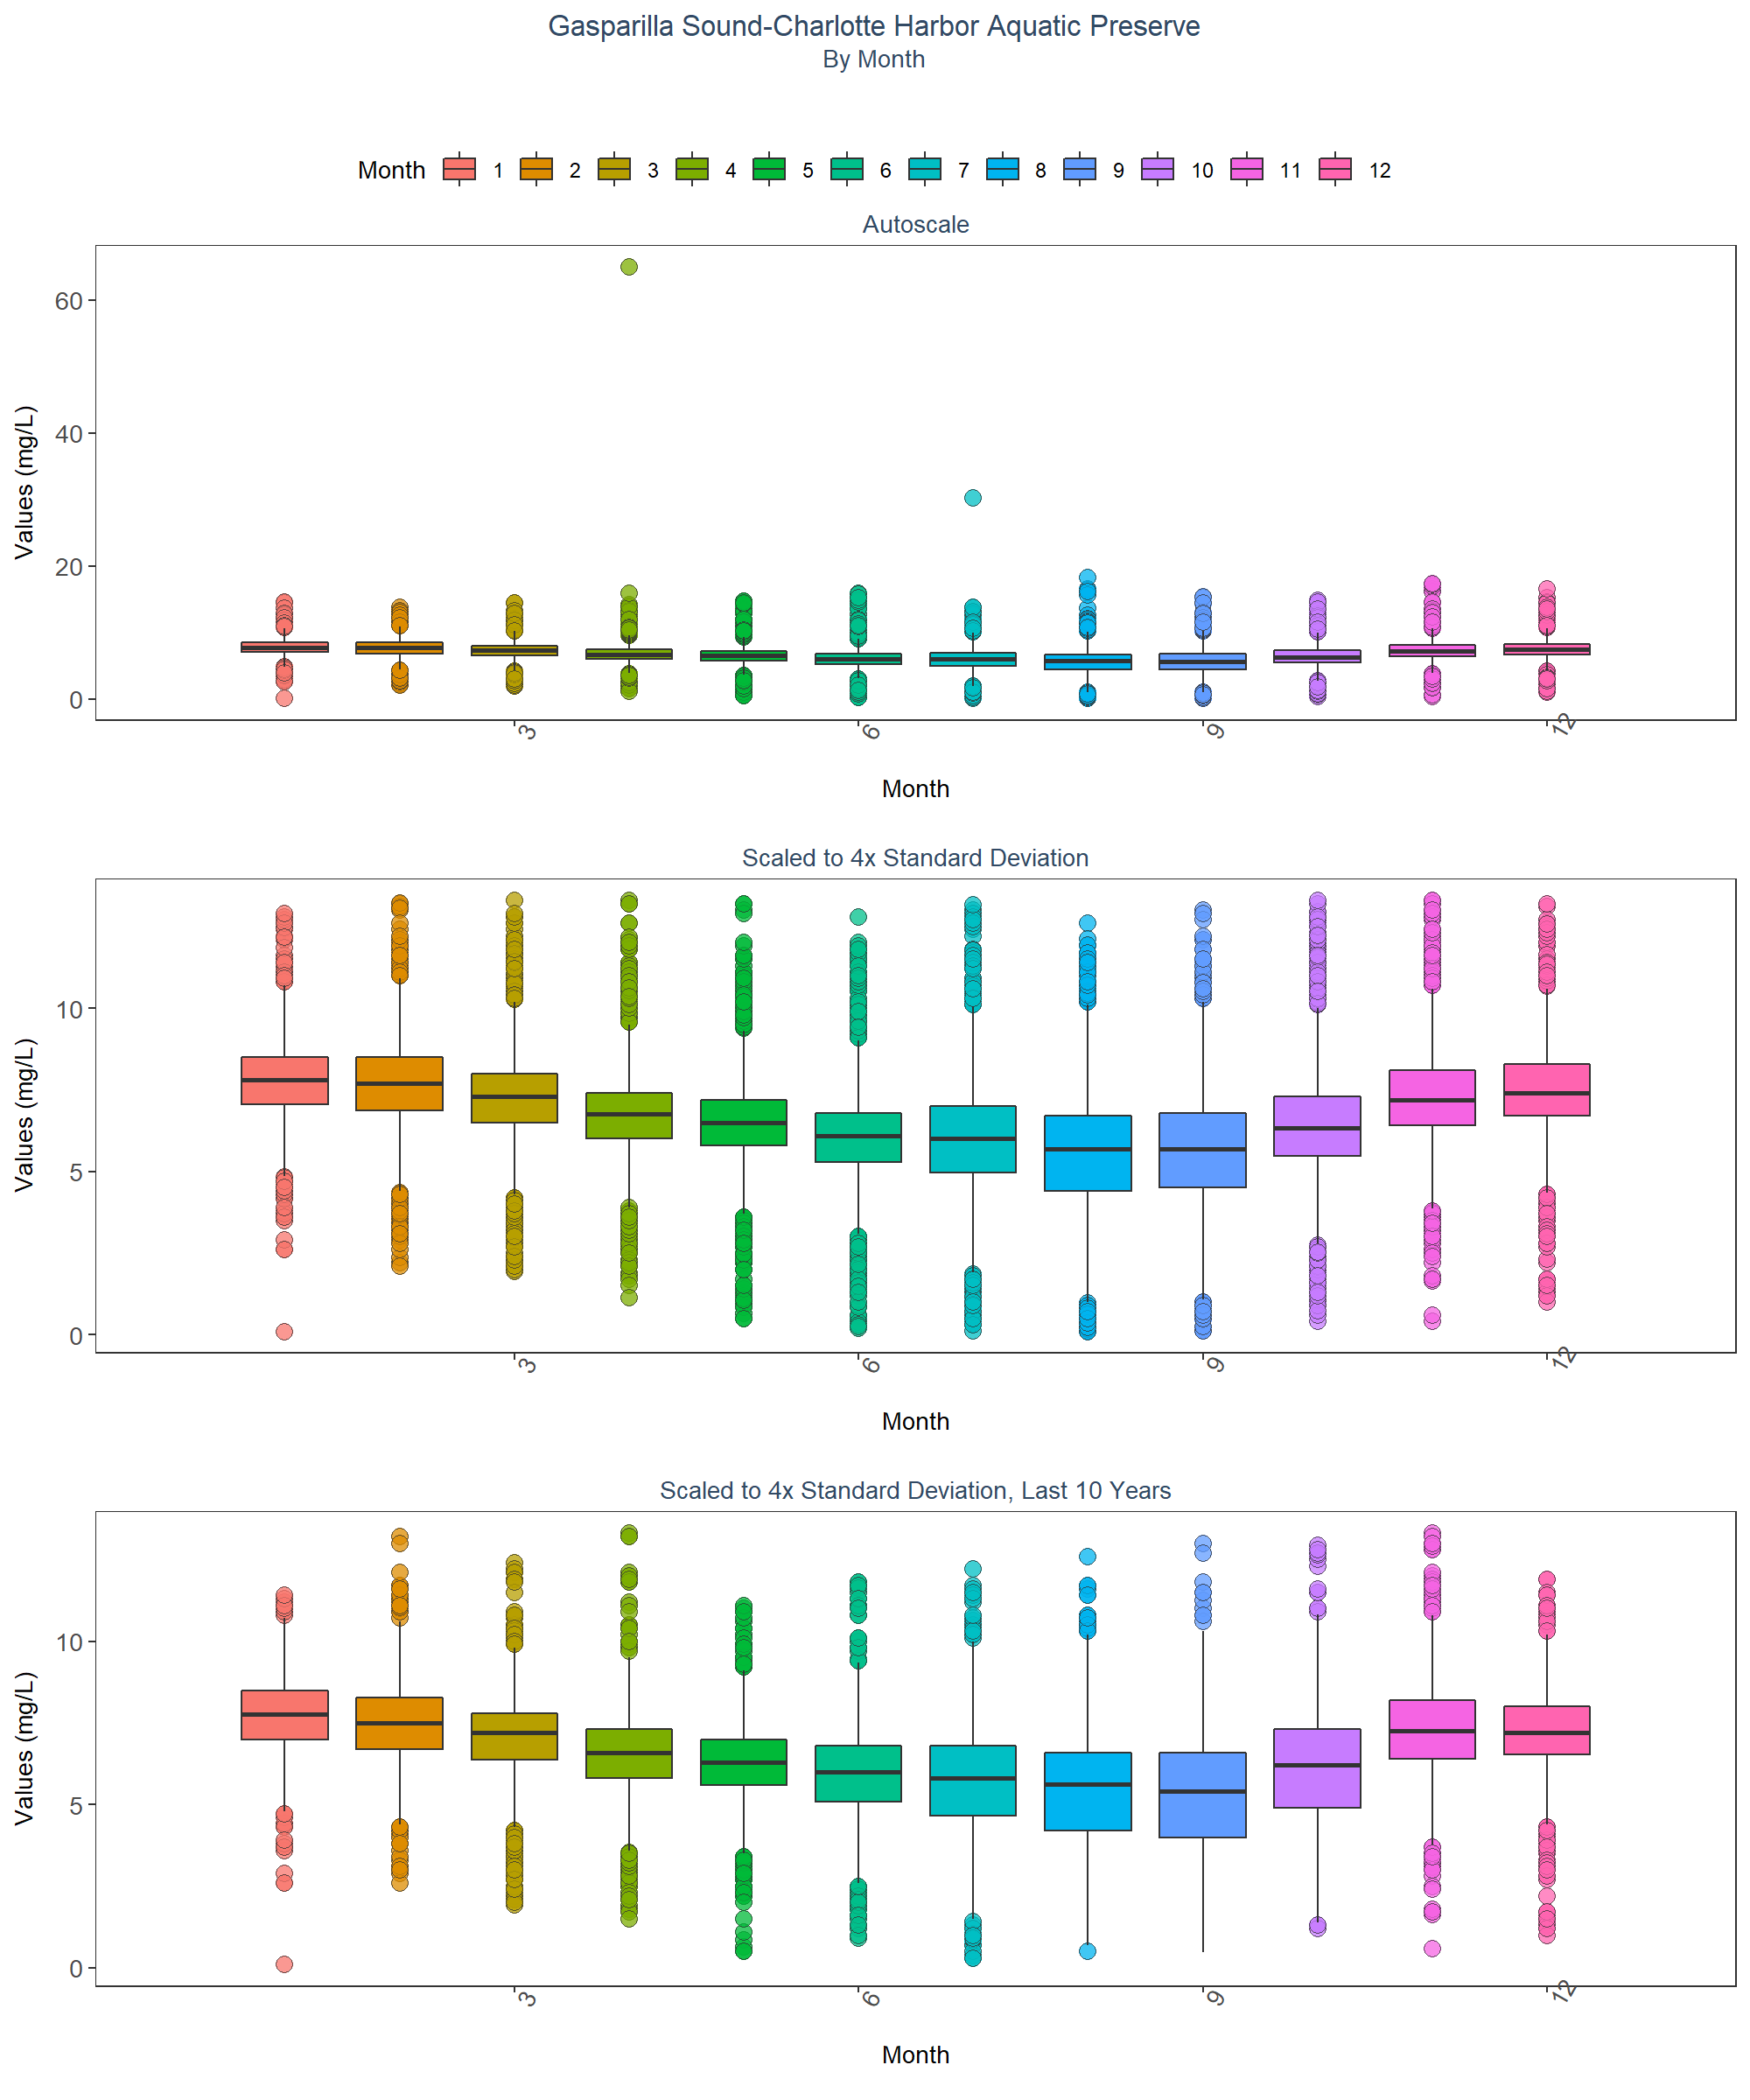 Gasparilla Sound-Charlotte Harbor Aquatic Preserve
By Month
Month 1 2 3 4 5 6 7 8 9 10 11 12
Autoscale
Values (mg/L)
60
40
20
0
3 6 9 12
Month
Scaled to 4x Standard Deviation
Values (mg/L)
10
5
0
3 6 9 12
Month
Scaled to 4x Standard Deviation, Last 10 Years
Values (mg/L)
10
5
0
3 6 9 12
Month